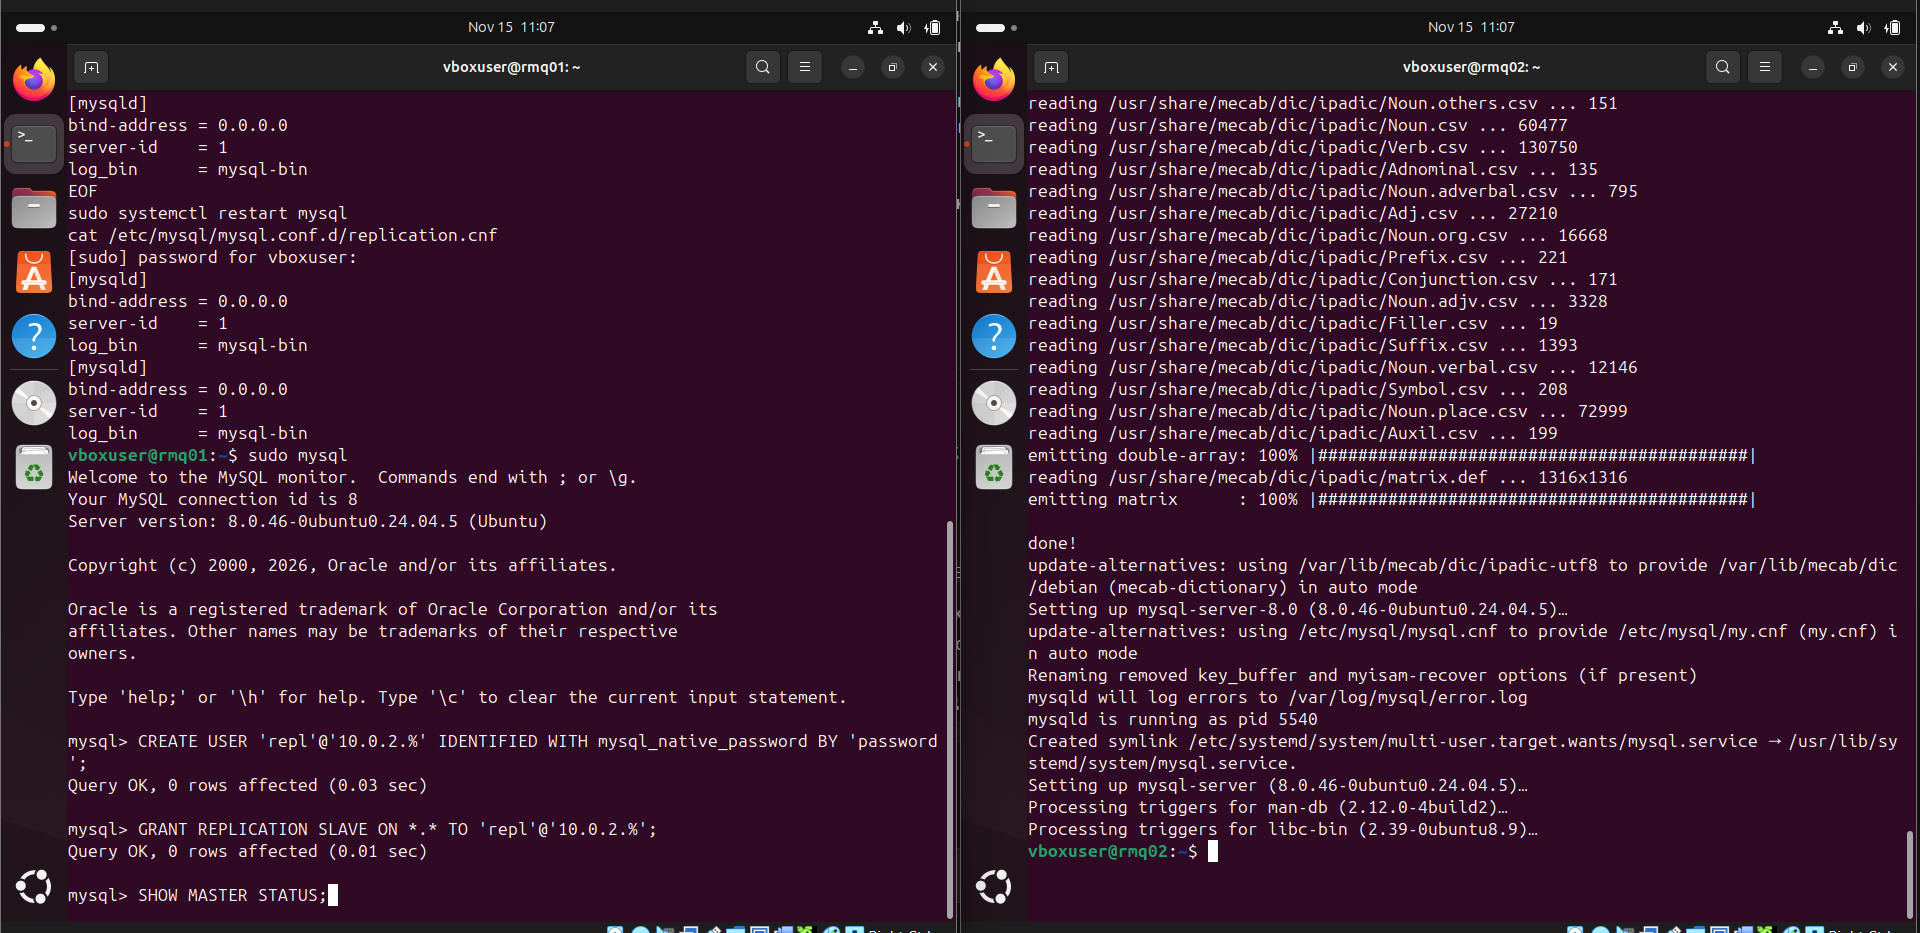 Nov 15 11:07
vboxuser@rmq01: ~
[mysqld]
bind-address = 0.0.0.0
server-id    = 1
log_bin      = mysql-bin
EOF
sudo systemctl restart mysql
cat /etc/mysql/mysql.conf.d/replication.cnf
[sudo] password for vboxuser:
[mysqld]
bind-address = 0.0.0.0
server-id    = 1
log_bin      = mysql-bin
[mysqld]
bind-address = 0.0.0.0
server-id    = 1
log_bin      = mysql-bin
vboxuser@rmq01:~$ sudo mysql
Welcome to the MySQL monitor.  Commands end with ; or \g.
Your MySQL connection id is 8
Server version: 8.0.46-0ubuntu0.24.04.5 (Ubuntu)
Copyright (c) 2000, 2026, Oracle and/or its affiliates.
Oracle is a registered trademark of Oracle Corporation and/or its
affiliates. Other names may be trademarks of their respective
owners.
Type 'help;' or '\h' for help. Type '\c' to clear the current input statement.
mysql> CREATE USER 'repl'@'10.0.2.%' IDENTIFIED WITH mysql_native_password BY 'password
';
Query OK, 0 rows affected (0.03 sec)
mysql> GRANT REPLICATION SLAVE ON *.* TO 'repl'@'10.0.2.%';
Query OK, 0 rows affected (0.01 sec)
mysql> SHOW MASTER STATUS;
Nov 15 11:07
vboxuser@rmq02: ~
reading /usr/share/mecab/dic/ipadic/Noun.others.csv ... 151
reading /usr/share/mecab/dic/ipadic/Noun.csv ... 60477
reading /usr/share/mecab/dic/ipadic/Verb.csv ... 130750
reading /usr/share/mecab/dic/ipadic/Adnominal.csv ... 135
reading /usr/share/mecab/dic/ipadic/Noun.adverbal.csv ... 795
reading /usr/share/mecab/dic/ipadic/Adj.csv ... 27210
reading /usr/share/mecab/dic/ipadic/Noun.org.csv ... 16668
reading /usr/share/mecab/dic/ipadic/Prefix.csv ... 221
reading /usr/share/mecab/dic/ipadic/Conjunction.csv ... 171
reading /usr/share/mecab/dic/ipadic/Noun.adjv.csv ... 3328
reading /usr/share/mecab/dic/ipadic/Filler.csv ... 19
reading /usr/share/mecab/dic/ipadic/Suffix.csv ... 1393
reading /usr/share/mecab/dic/ipadic/Noun.verbal.csv ... 12146
reading /usr/share/mecab/dic/ipadic/Symbol.csv ... 208
reading /usr/share/mecab/dic/ipadic/Noun.place.csv ... 72999
reading /usr/share/mecab/dic/ipadic/Auxil.csv ... 199
emitting double-array: 100% |###########################################|
reading /usr/share/mecab/dic/ipadic/matrix.def ... 1316x1316
emitting matrix      : 100% |###########################################|
done!
update-alternatives: using /var/lib/mecab/dic/ipadic-utf8 to provide /var/lib/mecab/dic
/debian (mecab-dictionary) in auto mode
Setting up mysql-server-8.0 (8.0.46-0ubuntu0.24.04.5)…
update-alternatives: using /etc/mysql/mysql.cnf to provide /etc/mysql/my.cnf (my.cnf) i
n auto mode
Renaming removed key_buffer and myisam-recover options (if present)
mysqld will log errors to /var/log/mysql/error.log
mysqld is running as pid 5540
Created symlink /etc/systemd/system/multi-user.target.wants/mysql.service → /usr/lib/sy
stemd/system/mysql.service.
Setting up mysql-server (8.0.46-0ubuntu0.24.04.5)…
Processing triggers for man-db (2.12.0-4build2)…
Processing triggers for libc-bin (2.39-0ubuntu8.9)…
vboxuser@rmq02:~$